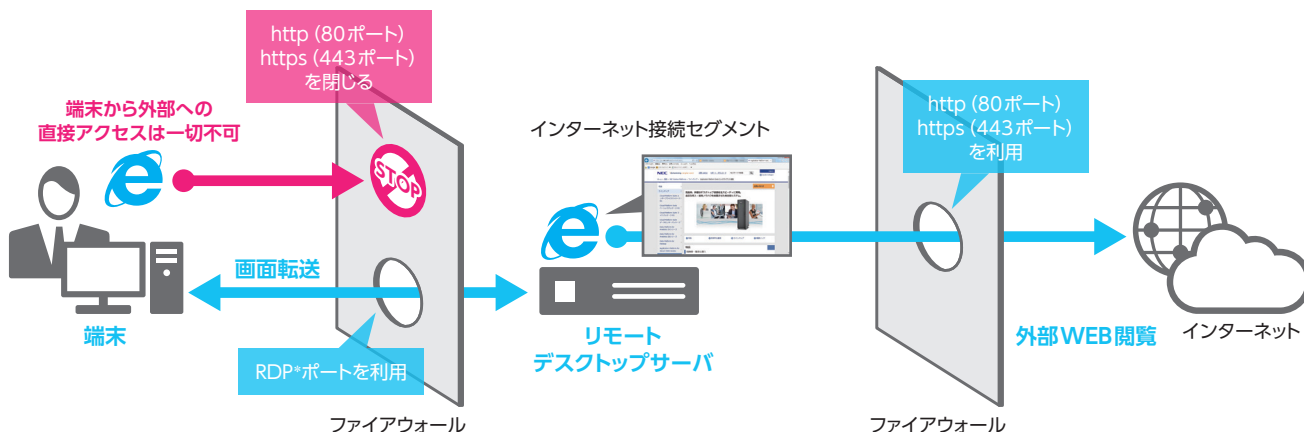 http（80ポート）
https（443ポート）
を閉じる
端末から外部への
直接アクセスは一切不可
STOP
画面転送
端末
RDP*ポートを利用
ファイアウォール
インターネット接続セグメント
NEC
リモート
デスクトップサーバ
http（80ポート）
https（443ポート）
を利用
ファイアウォール
外部WEB閲覧
インターネット